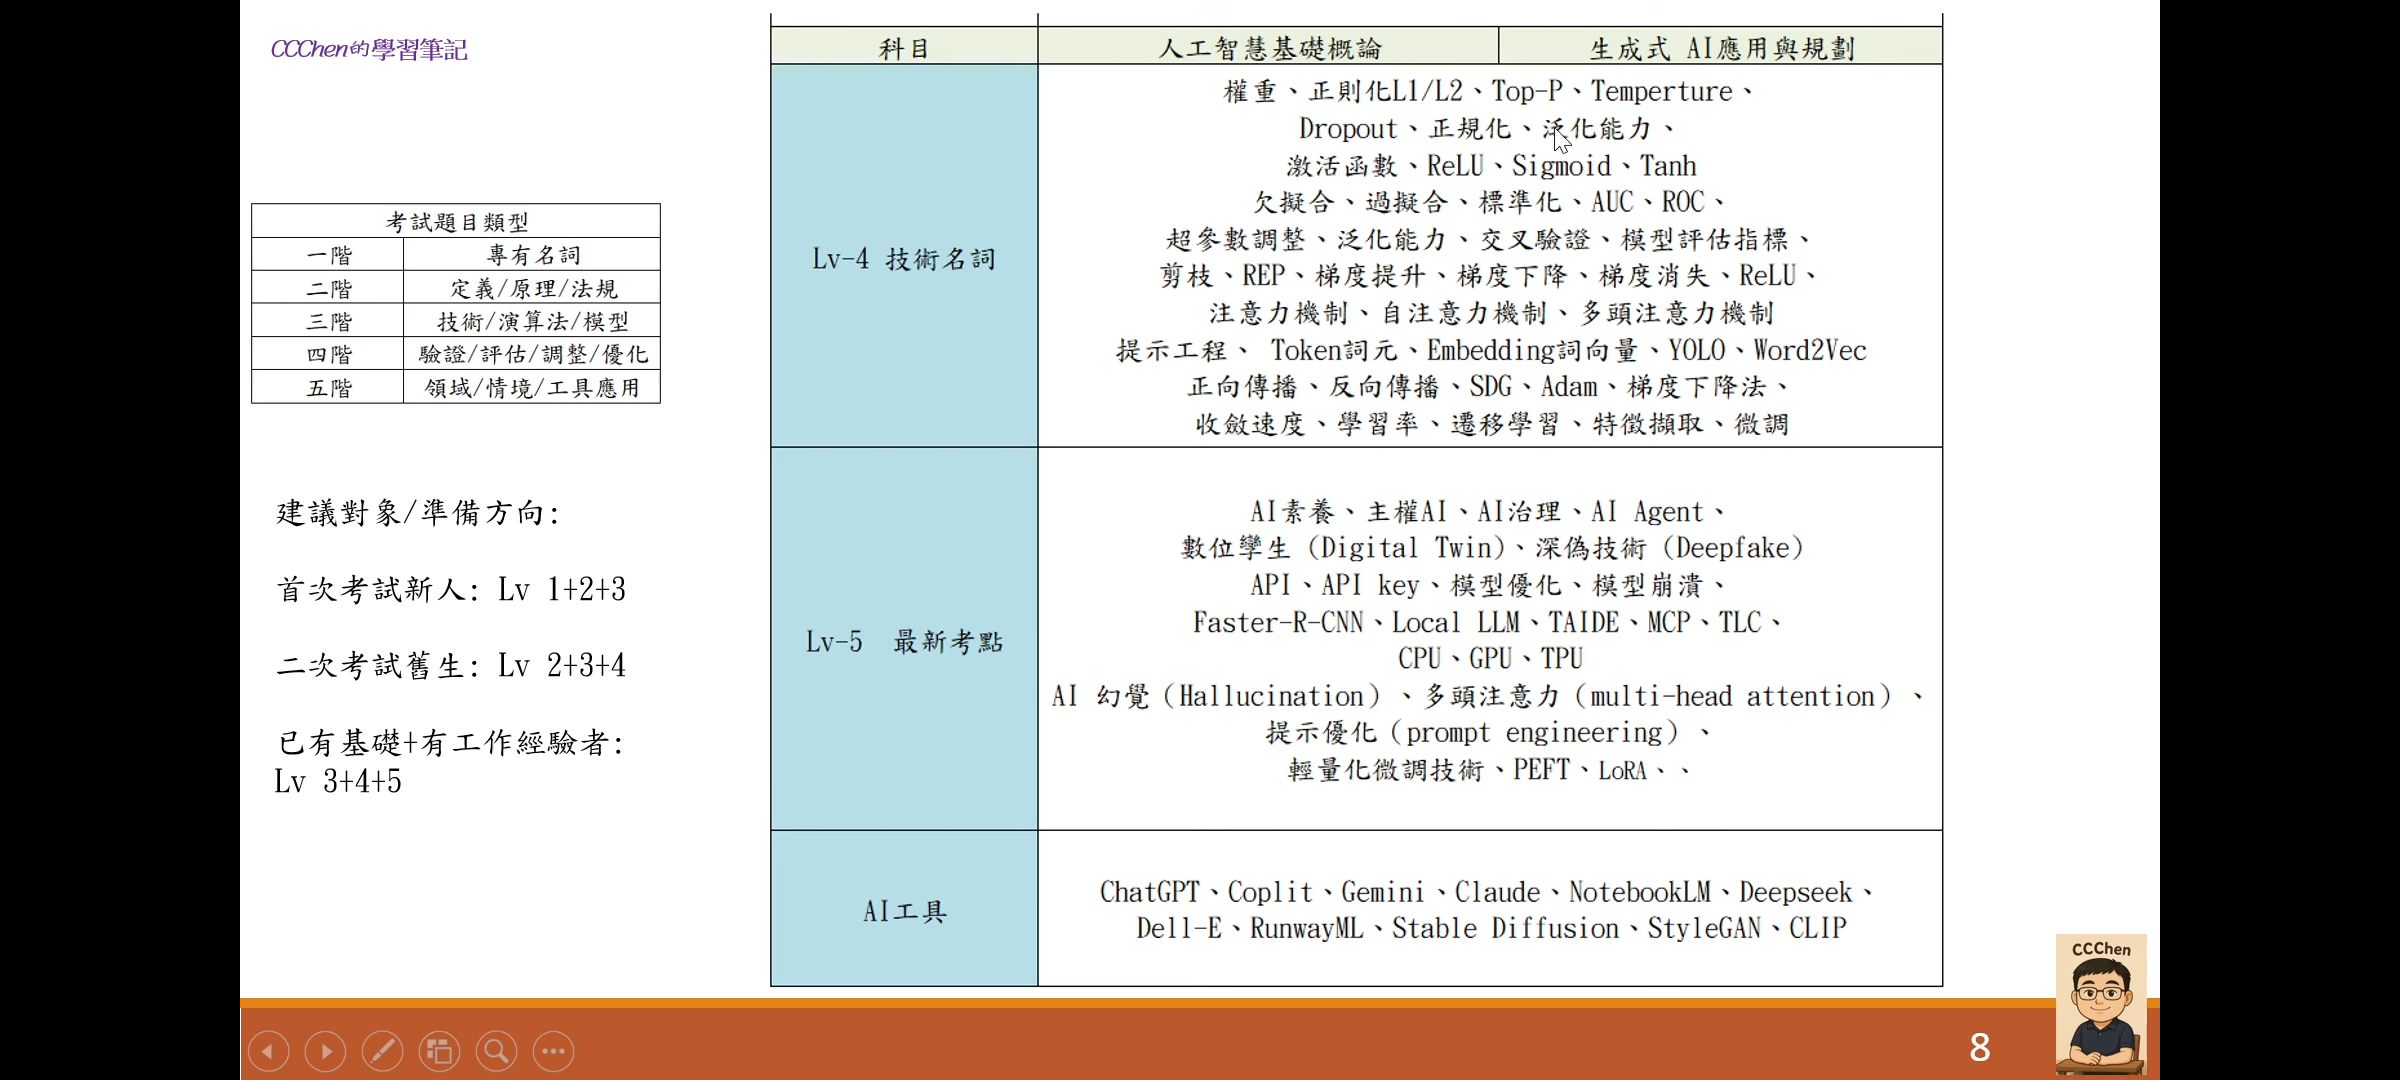 CCChen的學習筆記
考試題目類型
一階 專有名詞
二階 定義/原理/法規
三階 技術/演算法/模型
四階 驗證/評估/調整/優化
五階 領域/情境/工具應用
建議對象/準備方向:
首次考試新人: Lv 1+2+3
二次考試舊生: Lv 2+3+4
已有基礎+有工作經驗者:
Lv 3+4+5
科目 人工智慧基礎概論 生成式 AI應用與規劃
Lv-4 技術名詞
權重、正則化L1/L2、Top-P、Temperture、
Dropout、正規化、泛化能力、
激活函數、ReLU、Sigmoid、Tanh
欠擬合、過擬合、標準化、AUC、ROC、
超參數調整、泛化能力、交叉驗證、模型評估指標、
剪枝、REP、梯度提升、梯度下降、梯度消失、ReLU、
注意力機制、自注意力機制、多頭注意力機制
提示工程、 Token詞元、Embedding詞向量、YOLO、Word2Vec
正向傳播、反向傳播、SDG、Adam、梯度下降法、
收斂速度、學習率、遷移學習、特徵擷取、微調
Lv-5 最新考點
AI素養、主權AI、AI治理、AI Agent、
數位孿生 (Digital Twin)、深偽技術 (Deepfake)
API、API key、模型優化、模型崩潰、
Faster-R-CNN、Local LLM、TAIDE、MCP、TLC、
CPU、GPU、TPU
AI 幻覺（Hallucination）、多頭注意力（multi-head attention）、
提示優化（prompt engineering）、
輕量化微調技術、PEFT、LoRA、、
AI工具
ChatGPT、Coplit、Gemini、Claude、NotebookLM、Deepseek、
Dell-E、RunwayML、Stable Diffusion、StyleGAN、CLIP
CCChen
8